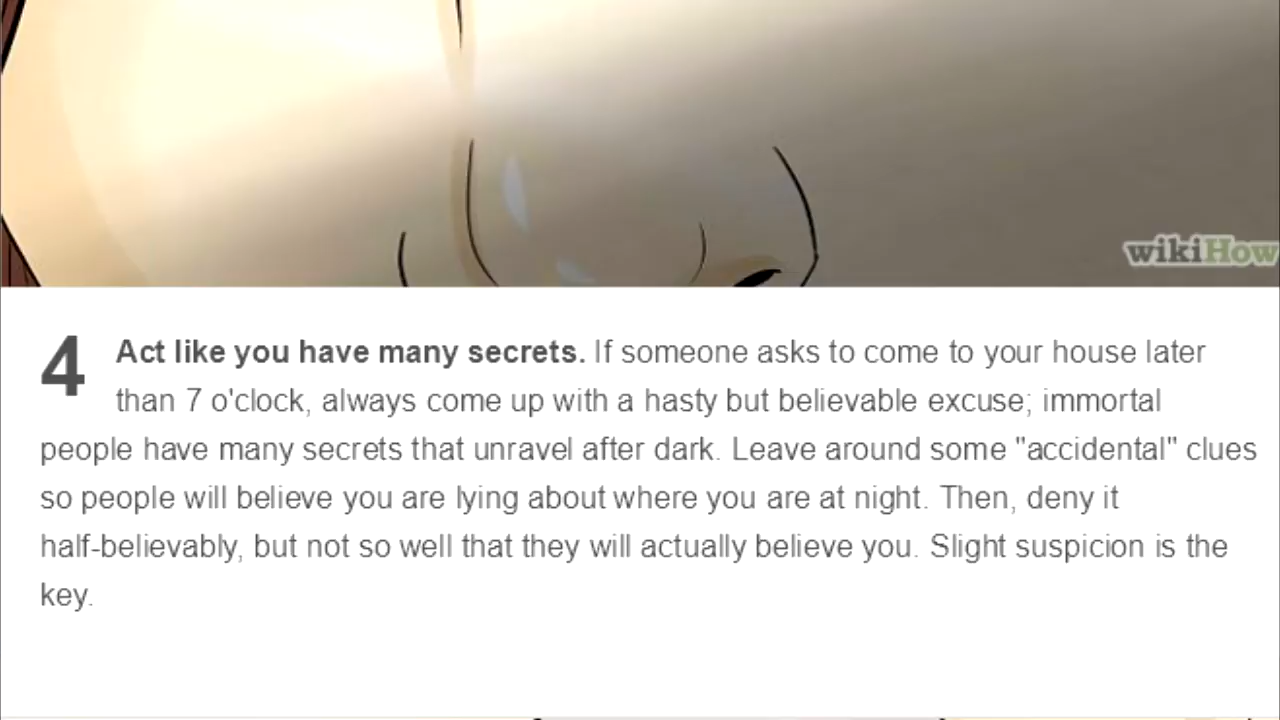 wikiHow
4 Act like you have many secrets. If someone asks to come to your house later
than 7 o'clock, always come up with a hasty but believable excuse; immortal
people have many secrets that unravel after dark. Leave around some "accidental" clues
so people will believe you are lying about where you are at night. Then, deny it
half-believably, but not so well that they will actually believe you. Slight suspicion is the
key.